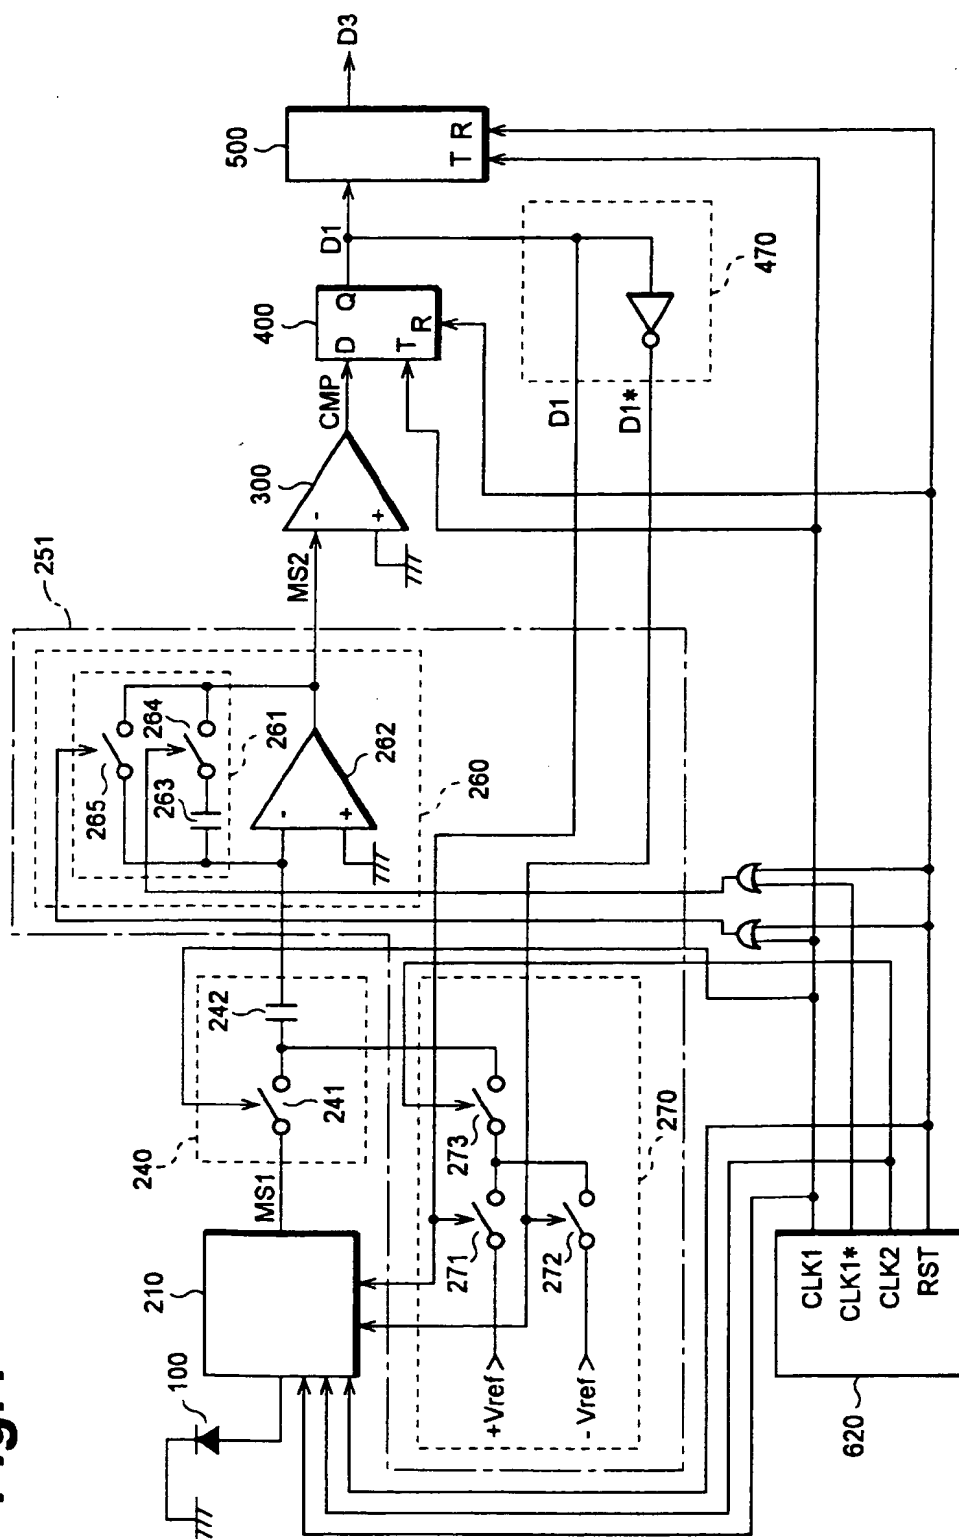 100
210
MS1
240
241
242
251
265
264
263
261
-
+
262
260
MS2
300
-
+
CMP
400
D
Q
T
R
D1
500
T
R
D3
470
D1
D1*
+Vref
-Vref
271
272
273
270
620
CLK1
CLK1*
CLK2
RST